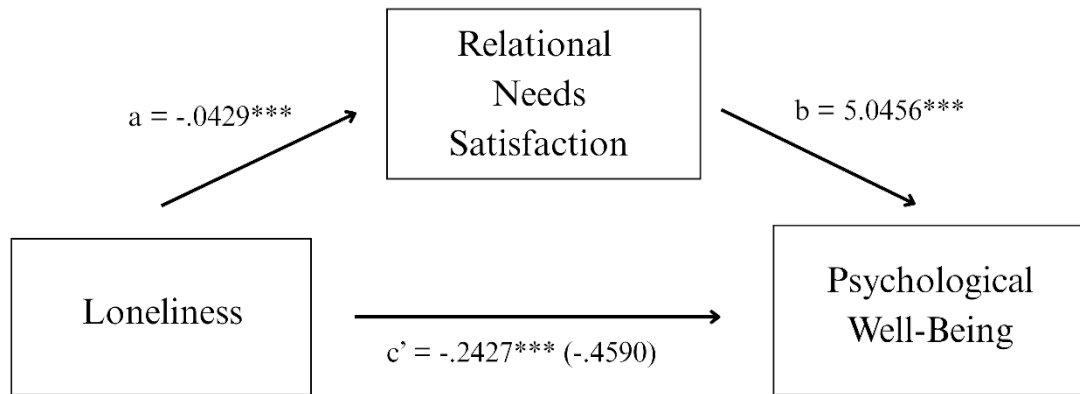 Relational
Needs
Satisfaction
a = -.0429***
b = 5.0456***
Loneliness
Psychological
Well-Being
c’ = -.2427*** (-.4590)